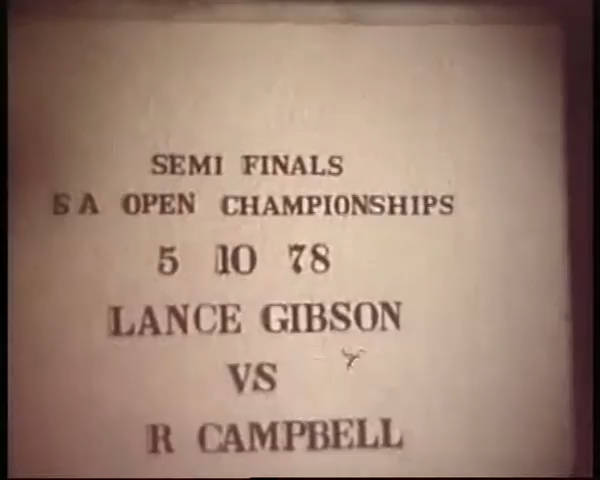 SEMI FINALS
S A OPEN CHAMPIONSHIPS
5 10 78
LANCE GIBSON
VS
R CAMPBELL